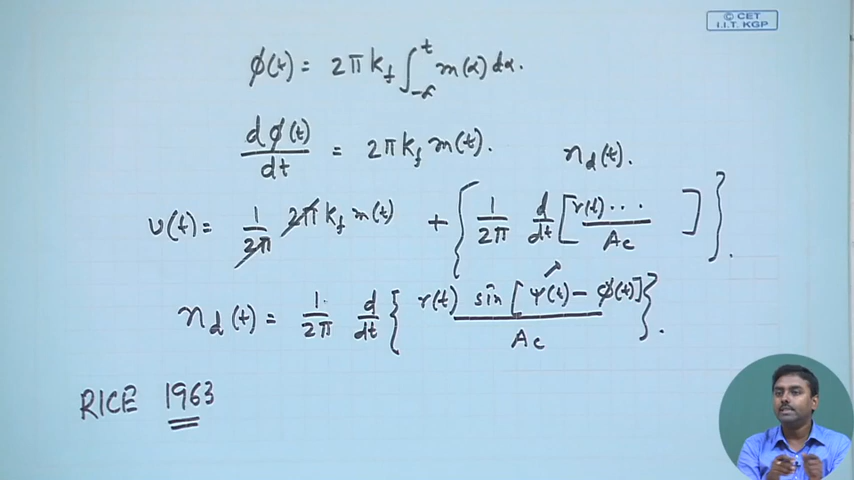 © CET
I.I.T. KGP
φ(t) = 2π k_f ∫_{-∞}^{t} m(α) dα.
dφ(t)/dt = 2π k_f m(t). n_d(t).
v(t) = 1/2π 2π k_f m(t) + { 1/2π d/dt [ r(t) ... / A_c ] }.
n_d(t) = 1/2π d/dt { r(t) sin [ψ(t) - φ(t)] / A_c }.
RICE 1963